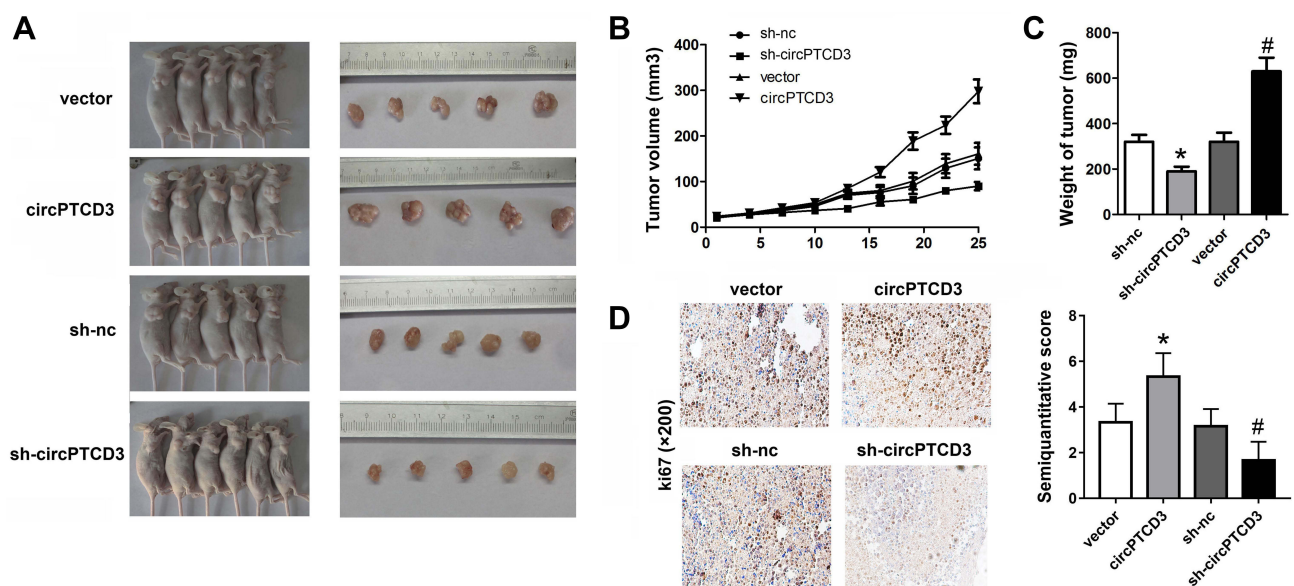 A
vector
circPTCD3
sh-nc
sh-circPTCD3
B
sh-nc
sh-circPTCD3
vector
circPTCD3
Tumor volume (mm3)
400
300
200
100
0
0
5
10
15
20
25
C
Weight of tumor (mg)
800
600
400
200
0
*
#
sh-nc
sh-circPTCD3
vector
circPTCD3
D
vector
circPTCD3
ki67 (×200)
sh-nc
sh-circPTCD3
Semiquantitative score
8
6
4
2
0
*
#
vector
circPTCD3
sh-nc
sh-circPTCD3